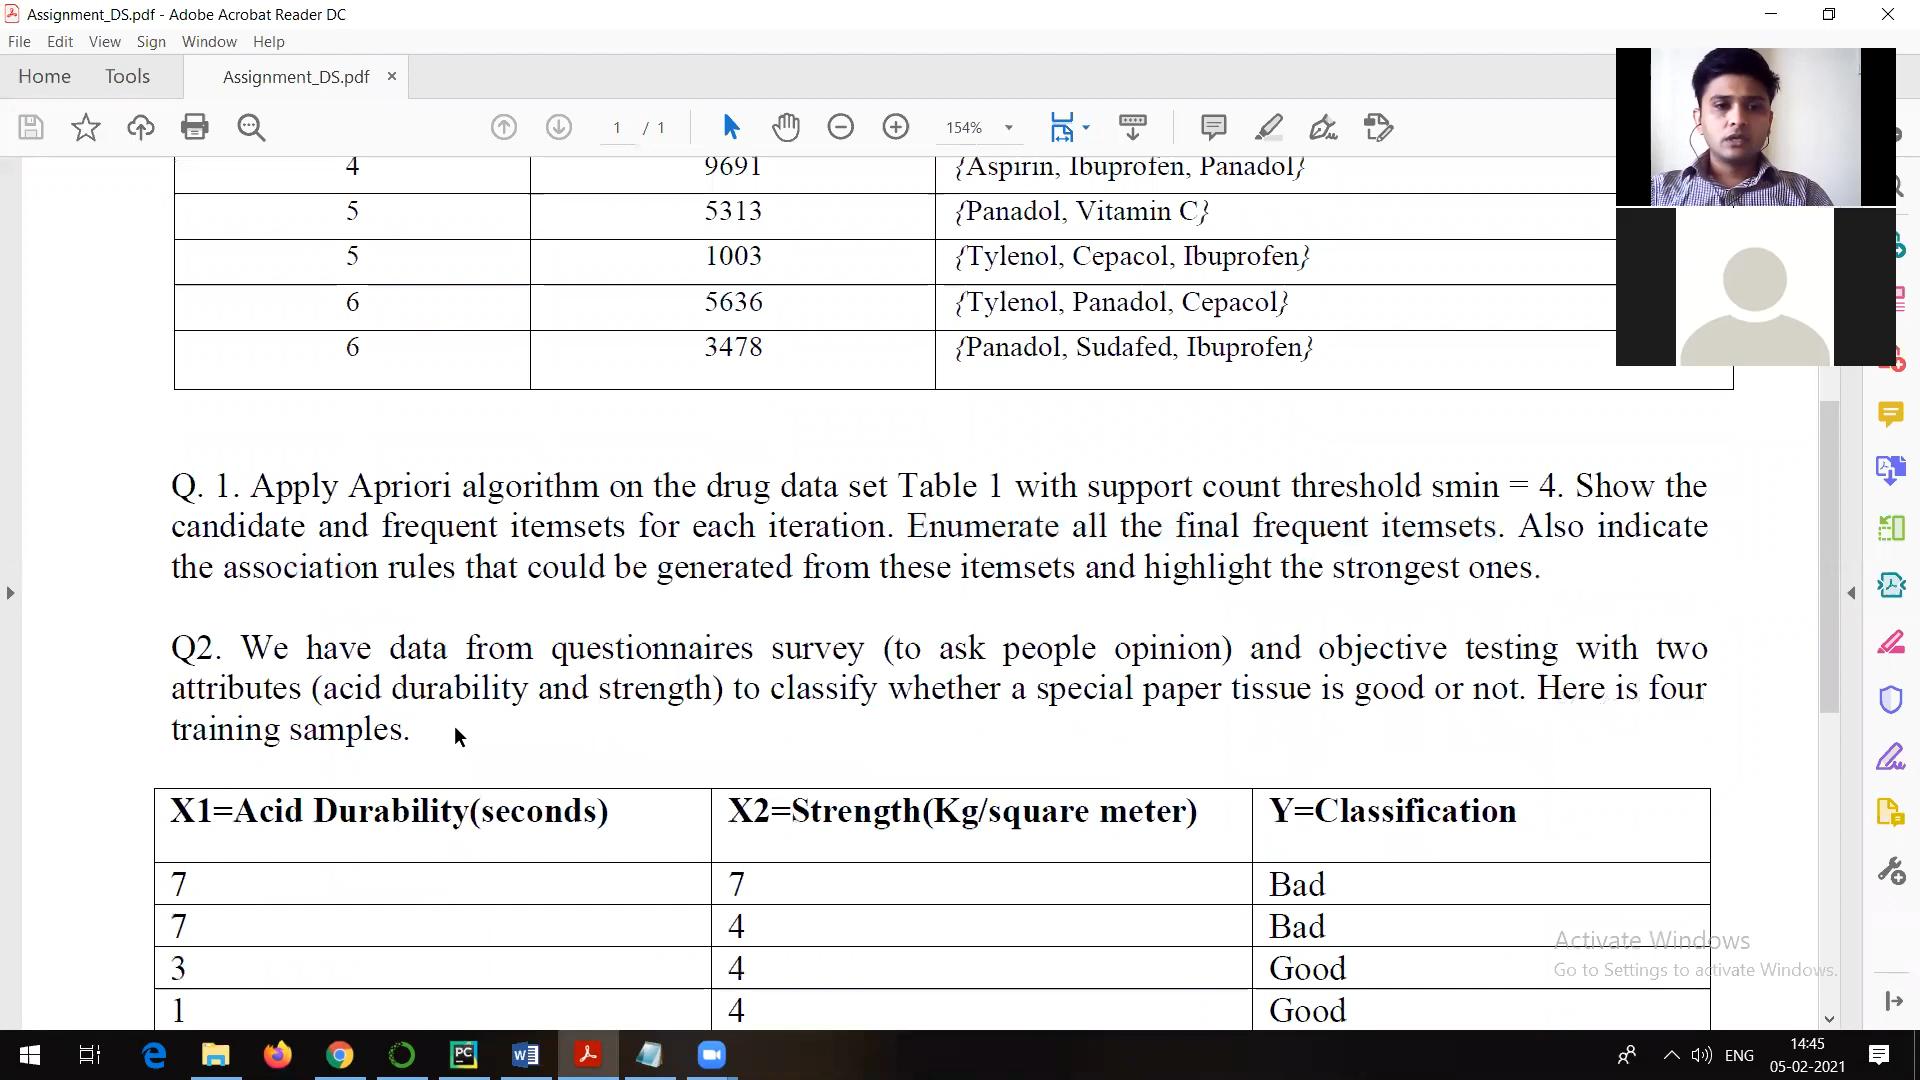 Assignment_DS.pdf - Adobe Acrobat Reader DC
File Edit View Sign Window Help
Home Tools Assignment_DS.pdf ×
1 / 1 154%
4 9691 {Aspirin, Ibuprofen, Panadol}
5 5313 {Panadol, Vitamin C}
5 1003 {Tylenol, Cepacol, Ibuprofen}
6 5636 {Tylenol, Panadol, Cepacol}
6 3478 {Panadol, Sudafed, Ibuprofen}
Q. 1. Apply Apriori algorithm on the drug data set Table 1 with support count threshold smin = 4. Show the
candidate and frequent itemsets for each iteration. Enumerate all the final frequent itemsets. Also indicate
the association rules that could be generated from these itemsets and highlight the strongest ones.
Q2. We have data from questionnaires survey (to ask people opinion) and objective testing with two
attributes (acid durability and strength) to classify whether a special paper tissue is good or not. Here is four
training samples.
X1=Acid Durability(seconds) X2=Strength(Kg/square meter) Y=Classification
7 7 Bad
7 4 Bad
3 4 Good
1 4 Good
Activate Windows
Go to Settings to activate Windows.
PC
W
ENG
14:45
05-02-2021